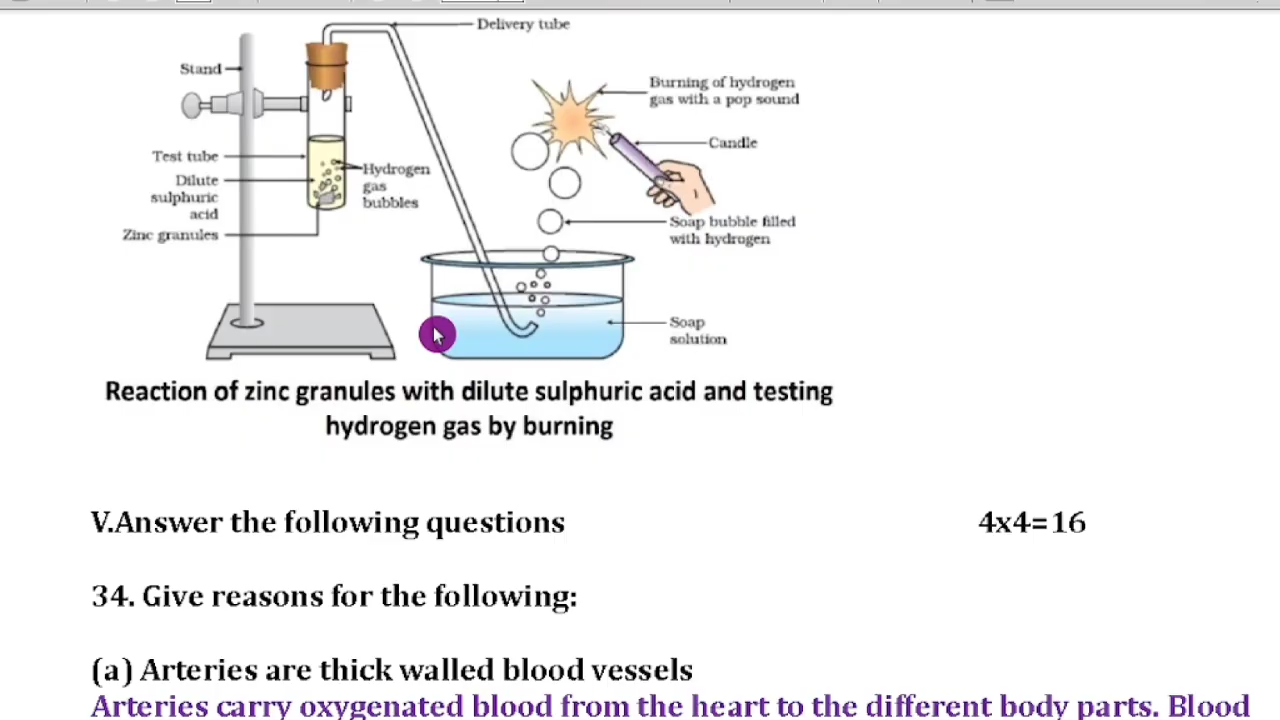 Delivery tube
Stand
Burning of hydrogen
gas with a pop sound
Candle
Test tube
Hydrogen
gas
bubbles
Dilute
sulphuric
acid
Zinc granules
Soap bubble filled
with hydrogen
Soap
solution
Reaction of zinc granules with dilute sulphuric acid and testing
hydrogen gas by burning
V.Answer the following questions 4x4=16
34. Give reasons for the following:
(a) Arteries are thick walled blood vessels
Arteries carry oxygenated blood from the heart to the different body parts. Blood